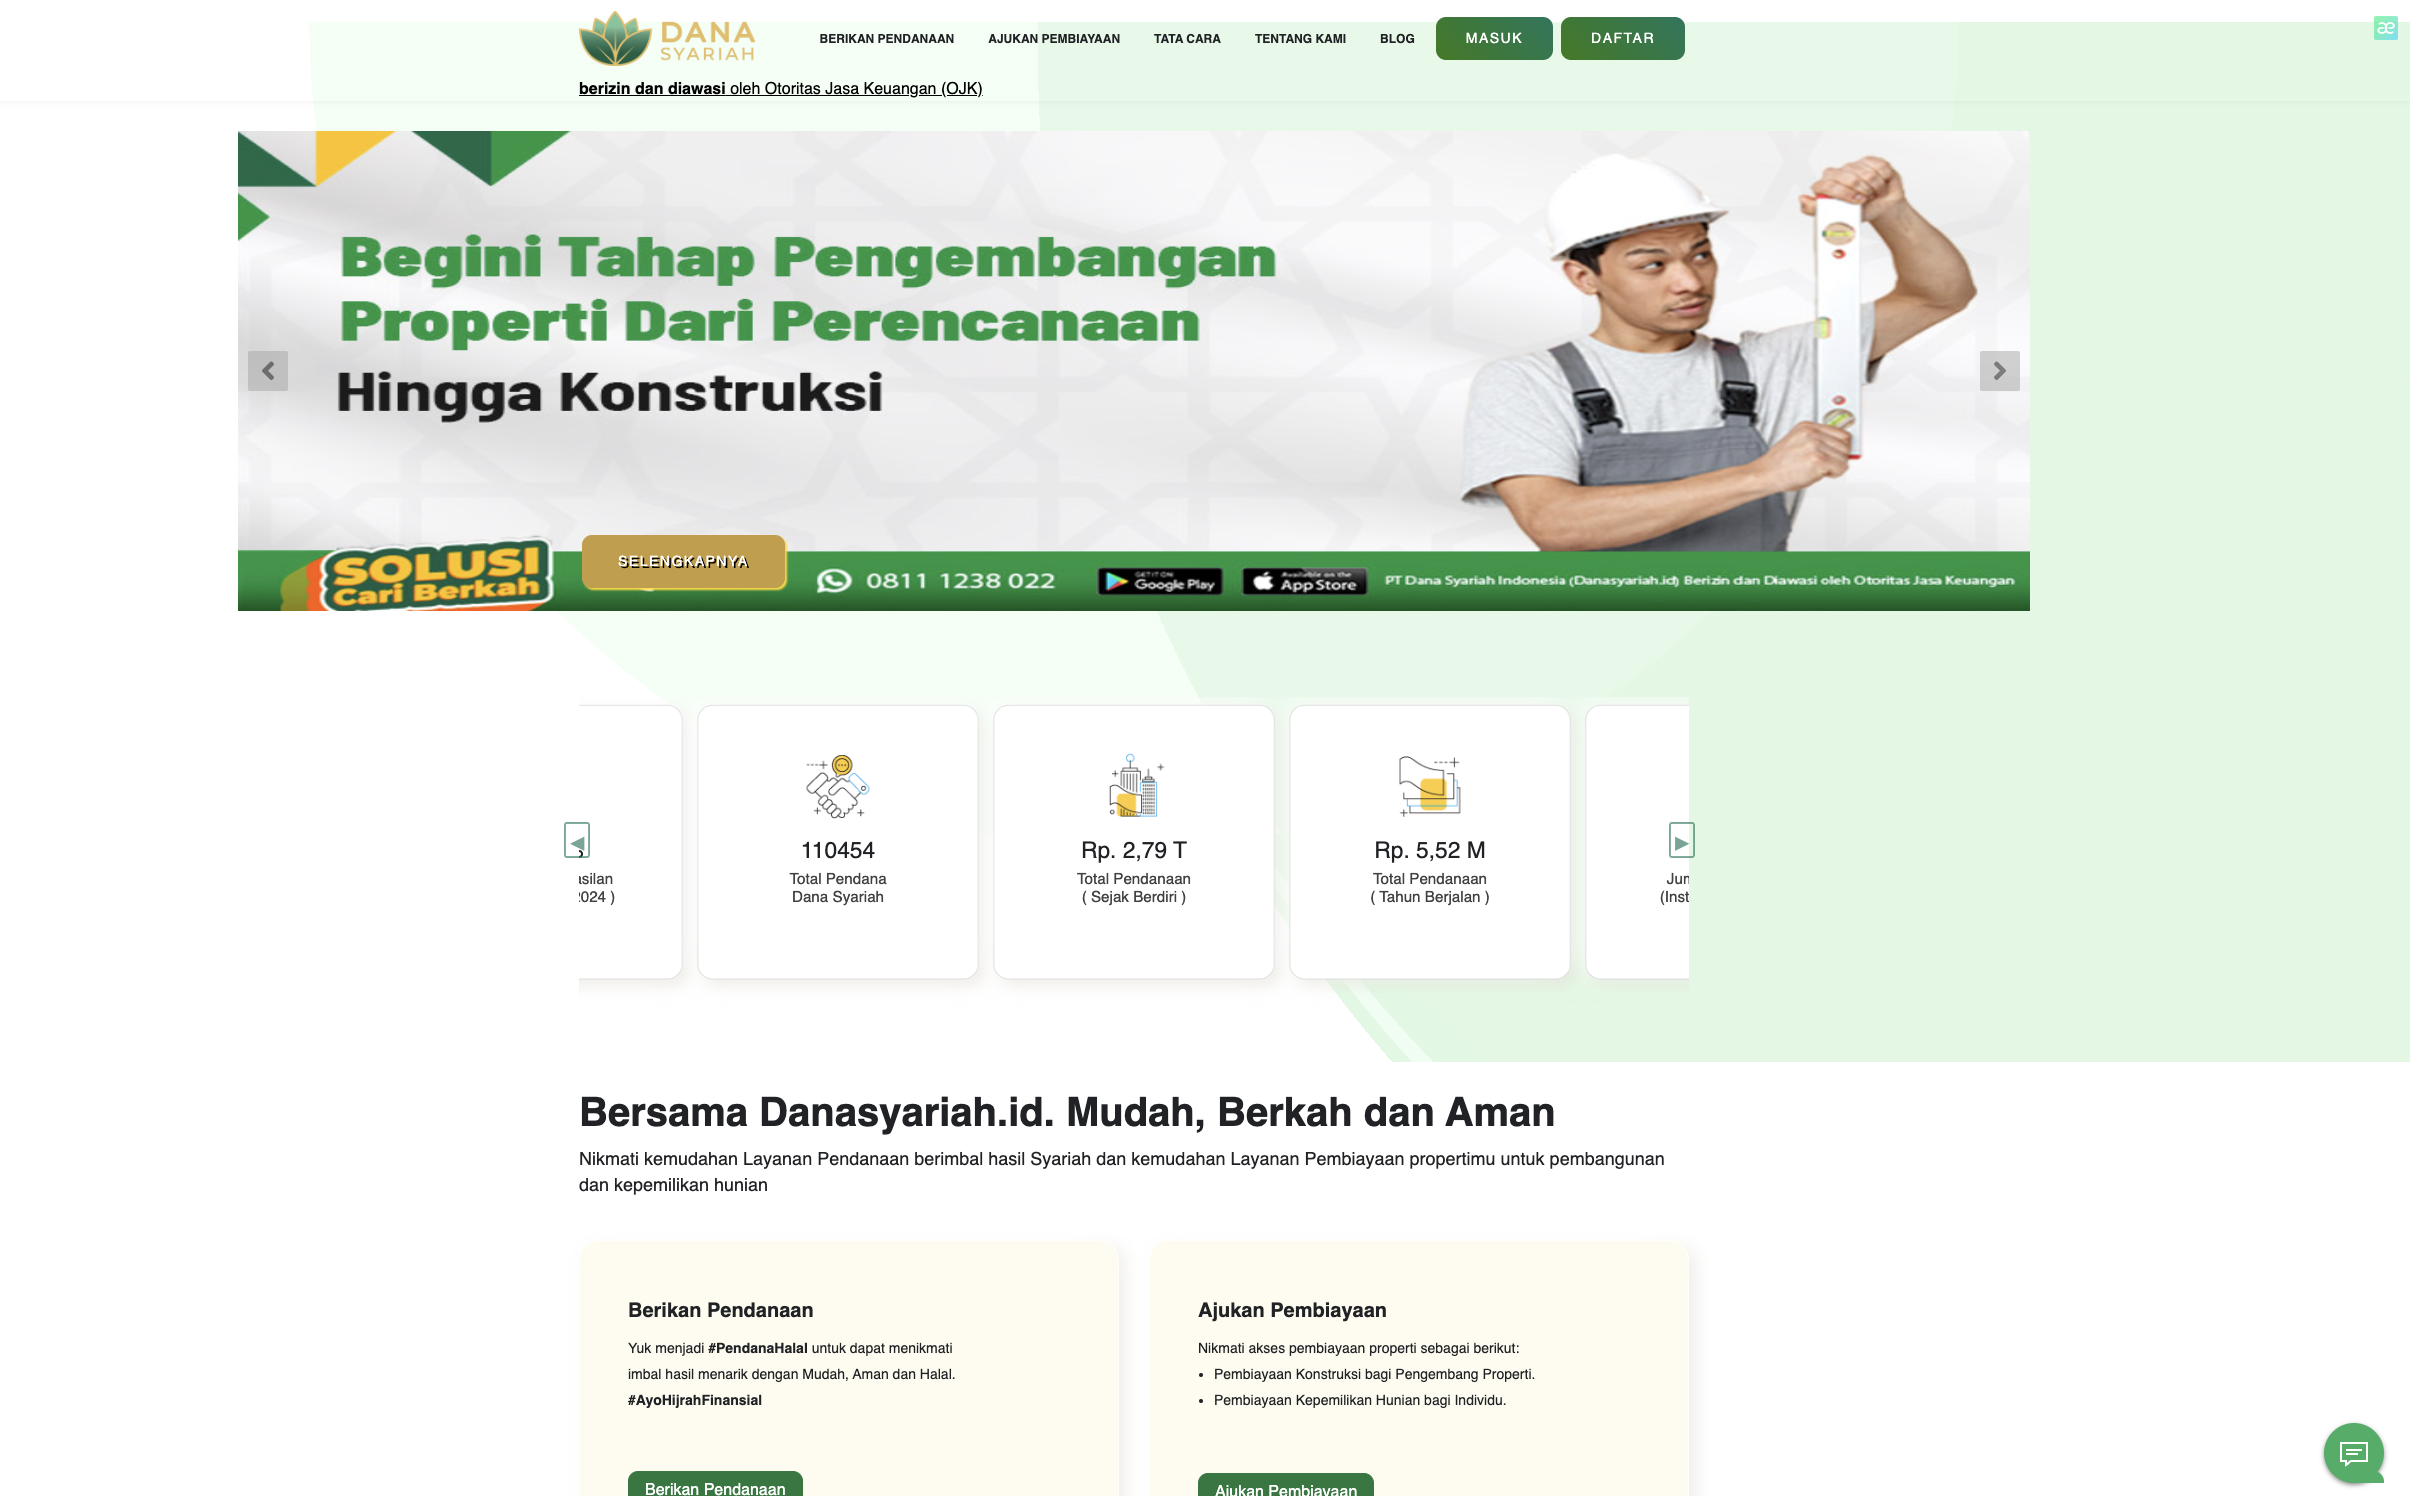 DANA
SYARIAH
BERIKAN PENDANAAN
AJUKAN PEMBIAYAAN
TATA CARA
TENTANG KAMI
BLOG
MASUK
DAFTAR
æ
berizin dan diawasi oleh Otoritas Jasa Keuangan (OJK)
Begini Tahap Pengembangan
Properti Dari Perencanaan
Hingga Konstruksi
SOLUSI
Cari Berkah
SELENGKAPNYA
0811 1238 022
GET IT ON
Google Play
Available on the
App Store
PT Dana Syariah Indonesia (Danasyariah.id) Berizin dan Diawasi oleh Otoritas Jasa Keuangan
asilan
2024 )
110454
Total Pendana
Dana Syariah
Rp. 2,79 T
Total Pendanaan
( Sejak Berdiri )
Rp. 5,52 M
Total Pendanaan
( Tahun Berjalan )
Jum
(Inst
Bersama Danasyariah.id. Mudah, Berkah dan Aman
Nikmati kemudahan Layanan Pendanaan berimbal hasil Syariah dan kemudahan Layanan Pembiayaan propertimu untuk pembangunan
dan kepemilikan hunian
Berikan Pendanaan
Yuk menjadi #PendanaHalal untuk dapat menikmati
imbal hasil menarik dengan Mudah, Aman dan Halal.
#AyoHijrahFinansial
Berikan Pendanaan
Ajukan Pembiayaan
Nikmati akses pembiayaan properti sebagai berikut:
• Pembiayaan Konstruksi bagi Pengembang Properti.
• Pembiayaan Kepemilikan Hunian bagi Individu.
Ajukan Pembiayaan